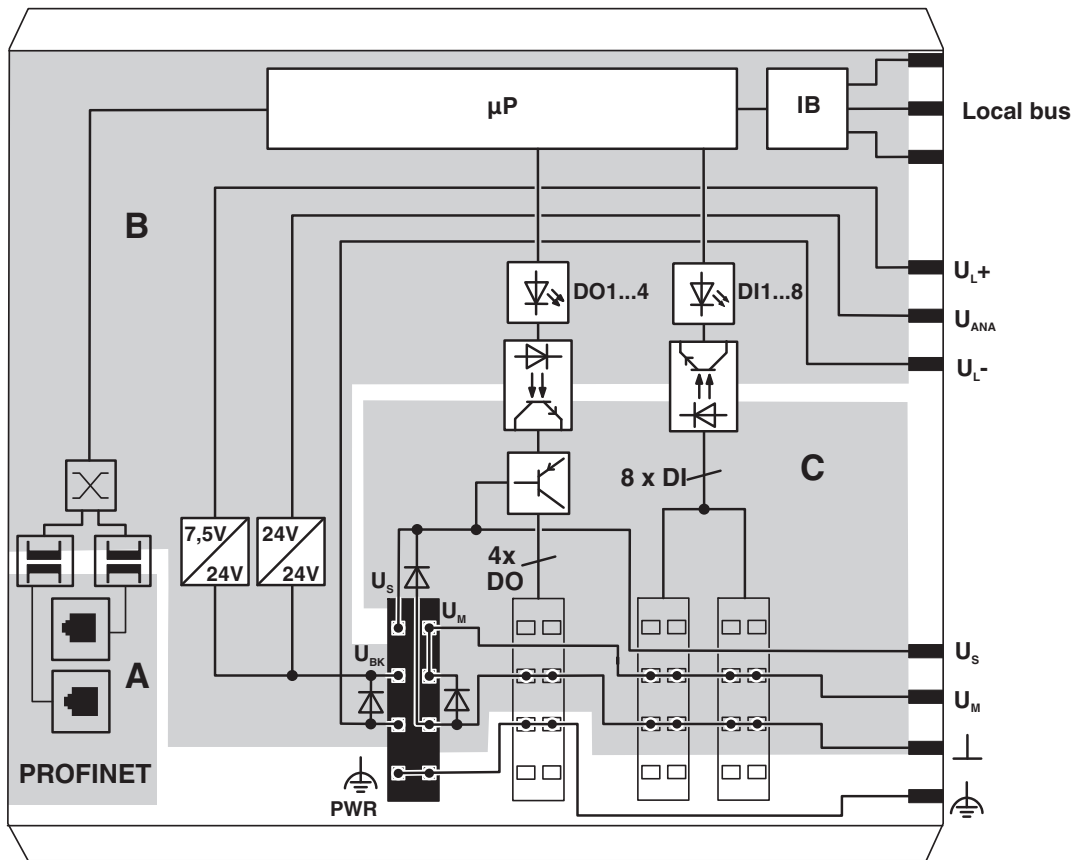 µP
IB
Local bus
B
U_L+
DO1...4
DI1...8
U_ANA
U_L-
8 x DI
C
7,5V
24V
24V
24V
4x
DO
U_S
U_M
U_BK
U_S
A
U_M
PROFINET
PWR